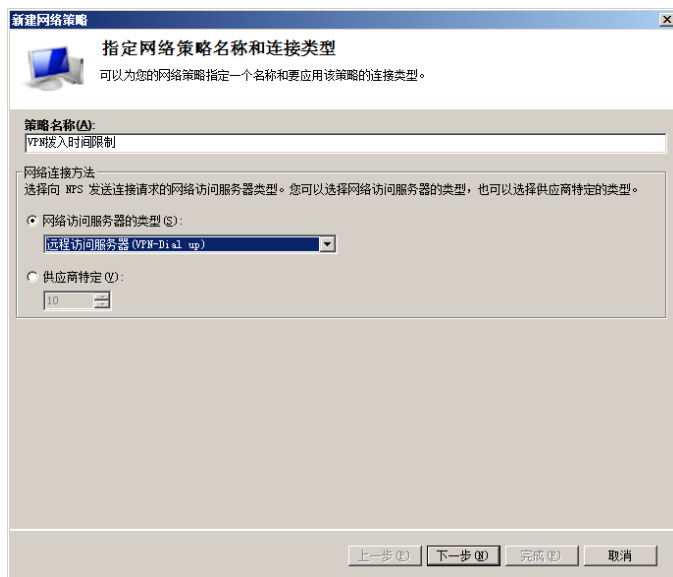 新建网络策略
指定网络策略名称和连接类型
可以为您的网络策略指定一个名称和要应用该策略的连接类型。
策略名称(A):
VPN拨入时间限制
网络连接方法
选择向 NPS 发送连接请求的网络访问服务器类型。您可以选择网络访问服务器的类型，也可以选择供应商特定的类型。
网络访问服务器的类型(S):
远程访问服务器(VPN-Dial up)
供应商特定(V):
10
上一步(P) 下一步(N) 完成(F) 取消